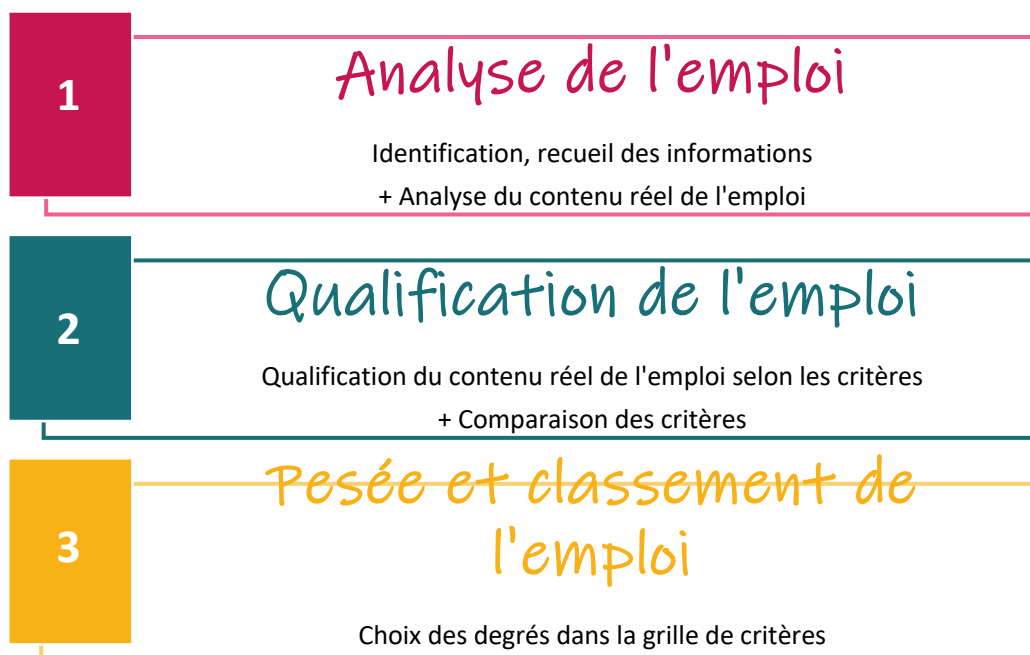 1
Analyse de l'emploi
Identification, recueil des informations
+ Analyse du contenu réel de l'emploi
2
Qualification de l'emploi
Qualification du contenu réel de l'emploi selon les critères
+ Comparaison des critères
3
Pesée et classement de
l'emploi
Choix des degrés dans la grille de critères